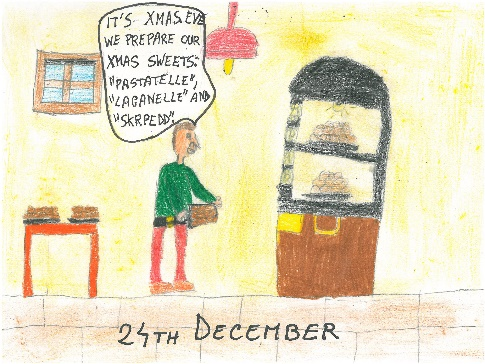 IT'S XMAS EVE
WE PREPARE OUR
XMAS SWEETS:
"PASTATELLE",
"LAGANELLE" AND
"SKRPEDD".
24TH DECEMBER